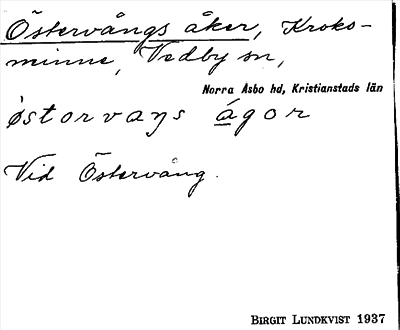 Östervångs åker, Kroks-
minne, Vedby sn,
Norra Åsbo hd, Kristianstads län
østorvaŋs ágor
Vid Östervång.
BIRGIT LUNDKVIST 1937